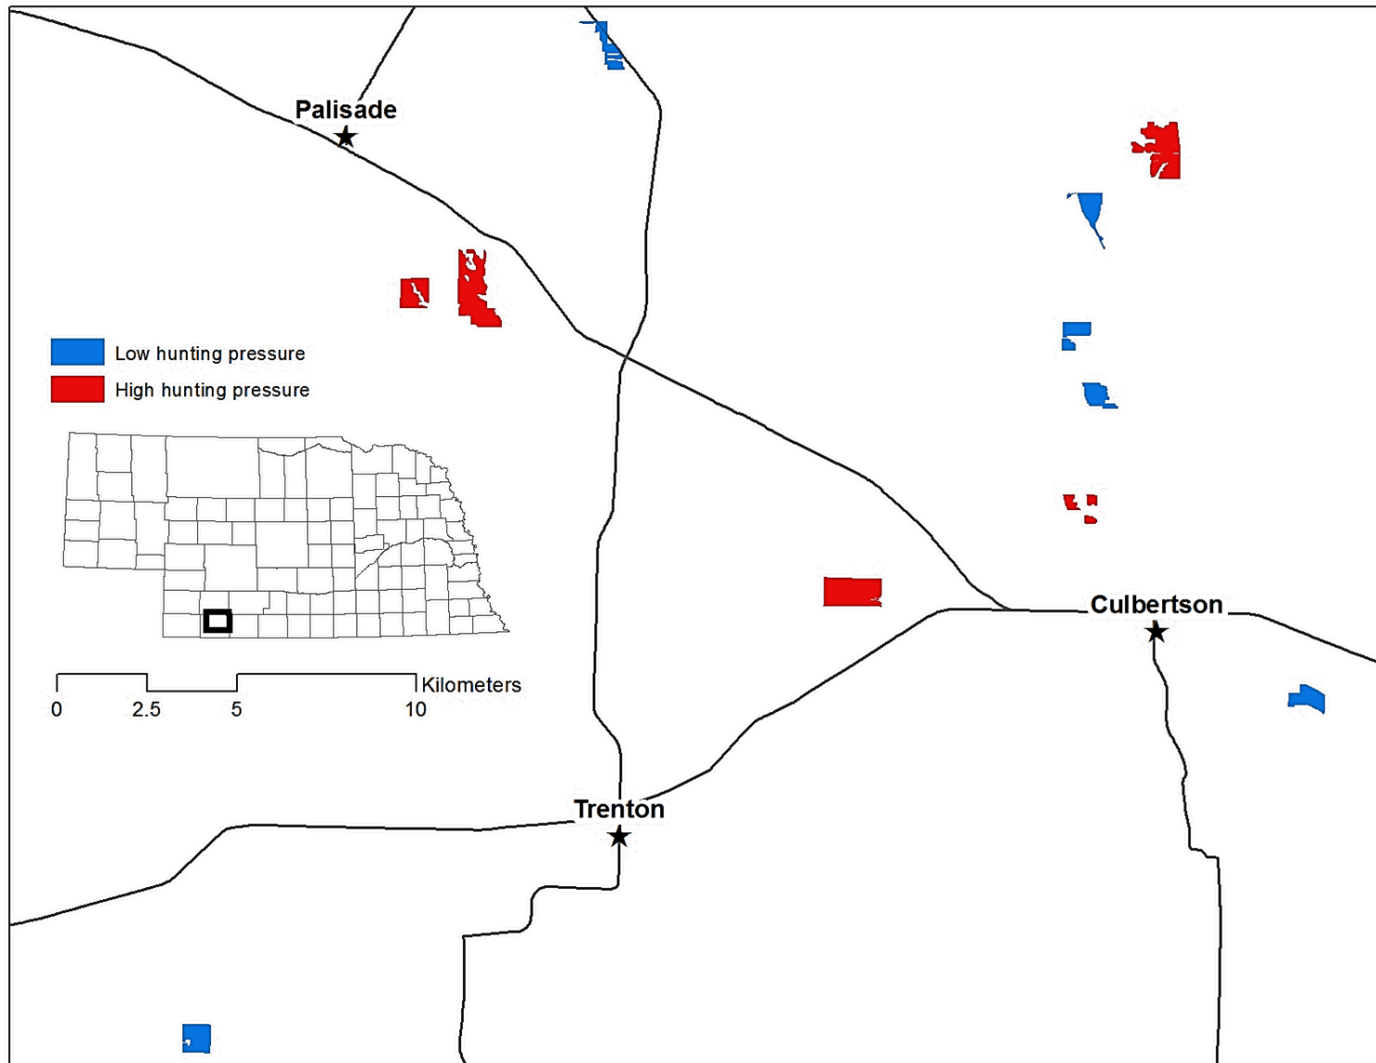 Palisade
Low hunting pressure
High hunting pressure
Culbertson
Kilometers
0 2.5 5 10
Trenton